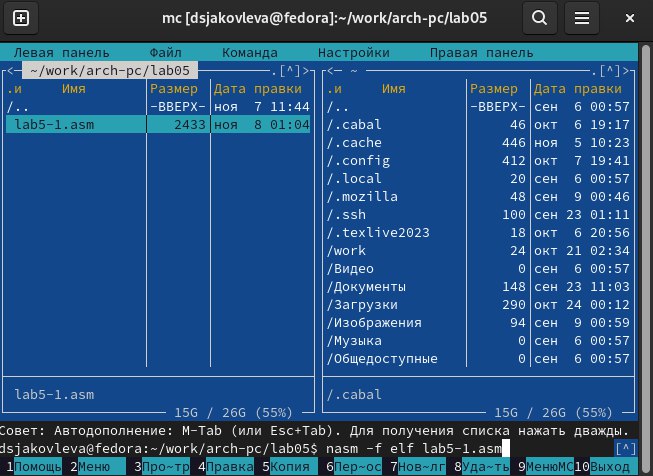 mc [dsjakovleva@fedora]:~/work/arch-pc/lab05
Левая панель Файл Команда Настройки Правая панель
<— ~/work/arch-pc/lab05 .[^]>
.и Имя Размер Дата правки
/.. -ВВЕРХ- ноя 7 11:44
lab5-1.asm 2433 ноя 8 01:04
lab5-1.asm
15G / 26G (55%)
<— ~ .[^]>
.и Имя Размер Дата правки
/.. -ВВЕРХ- сен 6 00:57
/.cabal 46 окт 6 19:17
/.cache 446 ноя 5 10:23
/.config 412 окт 7 19:41
/.local 20 сен 6 00:57
/.mozilla 48 сен 9 00:46
/.ssh 100 сен 23 01:11
/.texlive2023 18 окт 6 20:56
/work 24 окт 21 02:34
/Видео 0 сен 6 00:57
/Документы 148 сен 23 11:03
/Загрузки 290 окт 24 00:12
/Изображения 94 сен 9 00:59
/Музыка 0 сен 6 00:57
/Общедоступные 0 сен 6 00:57
/.cabal
15G / 26G (55%)
Совет: Автодополнение: M-Tab (или Esc+Tab). Для получения списка нажать дважды.
dsjakovleva@fedora:~/work/arch-pc/lab05$ nasm -f elf lab5-1.asm [^]
1Помощь 2Меню 3Про~тр 4Правка 5Копия 6Пер~ос 7Нов~лг 8Уда~ть 9МенюМС 10Выход